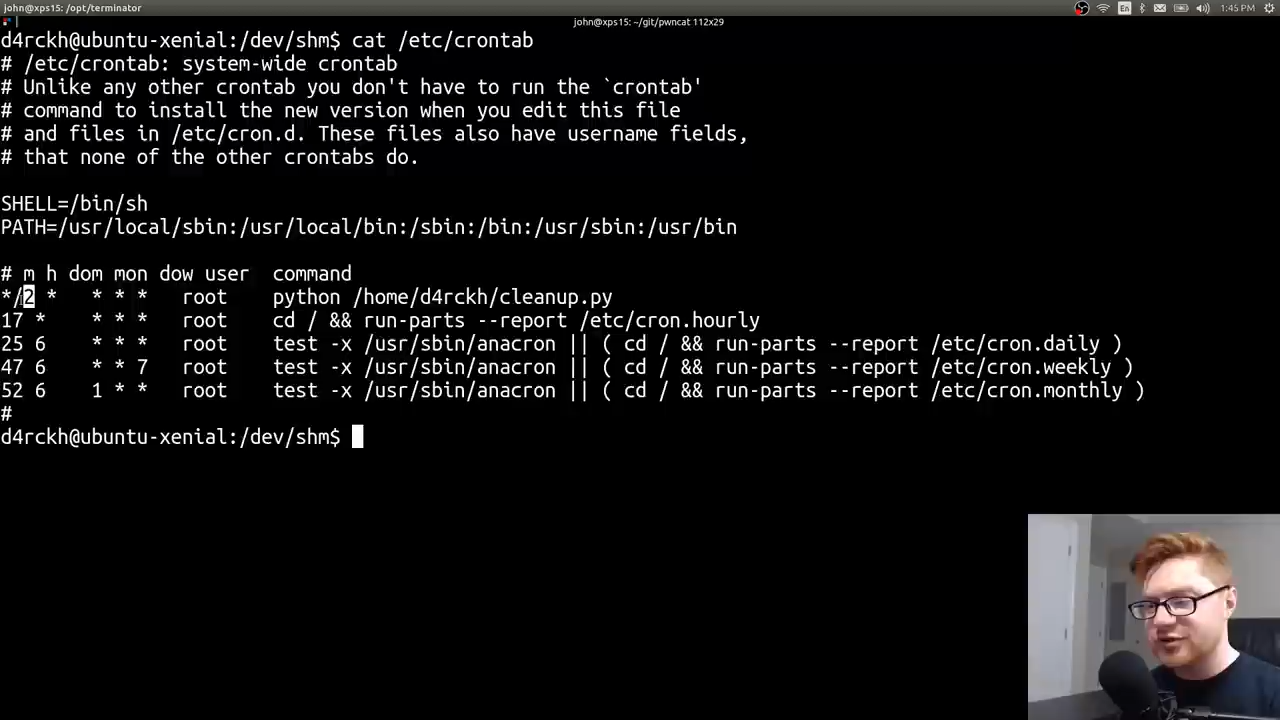 john@xps15: /opt/terminator
En
1:45 PM
john@xps15: ~/git/pwncat 112x29
d4rckh@ubuntu-xenial:/dev/shm$ cat /etc/crontab
# /etc/crontab: system-wide crontab
# Unlike any other crontab you don't have to run the `crontab'
# command to install the new version when you edit this file
# and files in /etc/cron.d. These files also have username fields,
# that none of the other crontabs do.
SHELL=/bin/sh
PATH=/usr/local/sbin:/usr/local/bin:/sbin:/bin:/usr/sbin:/usr/bin
# m h dom mon dow user  command
*/2 *   * * *   root    python /home/d4rckh/cleanup.py
17 *    * * *   root    cd / && run-parts --report /etc/cron.hourly
25 6    * * *   root    test -x /usr/sbin/anacron || ( cd / && run-parts --report /etc/cron.daily )
47 6    * * 7   root    test -x /usr/sbin/anacron || ( cd / && run-parts --report /etc/cron.weekly )
52 6    1 * *   root    test -x /usr/sbin/anacron || ( cd / && run-parts --report /etc/cron.monthly )
#
d4rckh@ubuntu-xenial:/dev/shm$